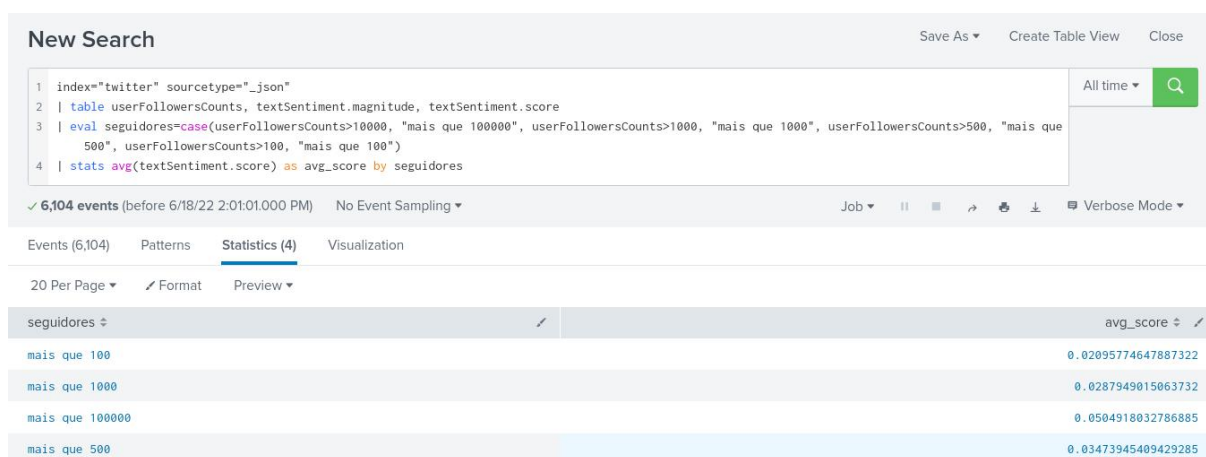 New Search
Save As Create Table View Close
1 index="twitter" sourcetype="_json"
All time
2 | table userFollowersCounts, textSentiment.magnitude, textSentiment.score
3 | eval seguidores=case(userFollowersCounts>10000, "mais que 100000", userFollowersCounts>1000, "mais que 1000", userFollowersCounts>500, "mais que
500", userFollowersCounts>100, "mais que 100")
4 | stats avg(textSentiment.score) as avg_score by seguidores
✓ 6,104 events (before 6/18/22 2:01:01.000 PM) No Event Sampling Job Verbose Mode
Events (6,104) Patterns Statistics (4) Visualization
20 Per Page Format Preview
seguidores avg_score
mais que 100 0.02095774647887322
mais que 1000 0.0287949015063732
mais que 100000 0.0504918032786885
mais que 500 0.03473945409429285